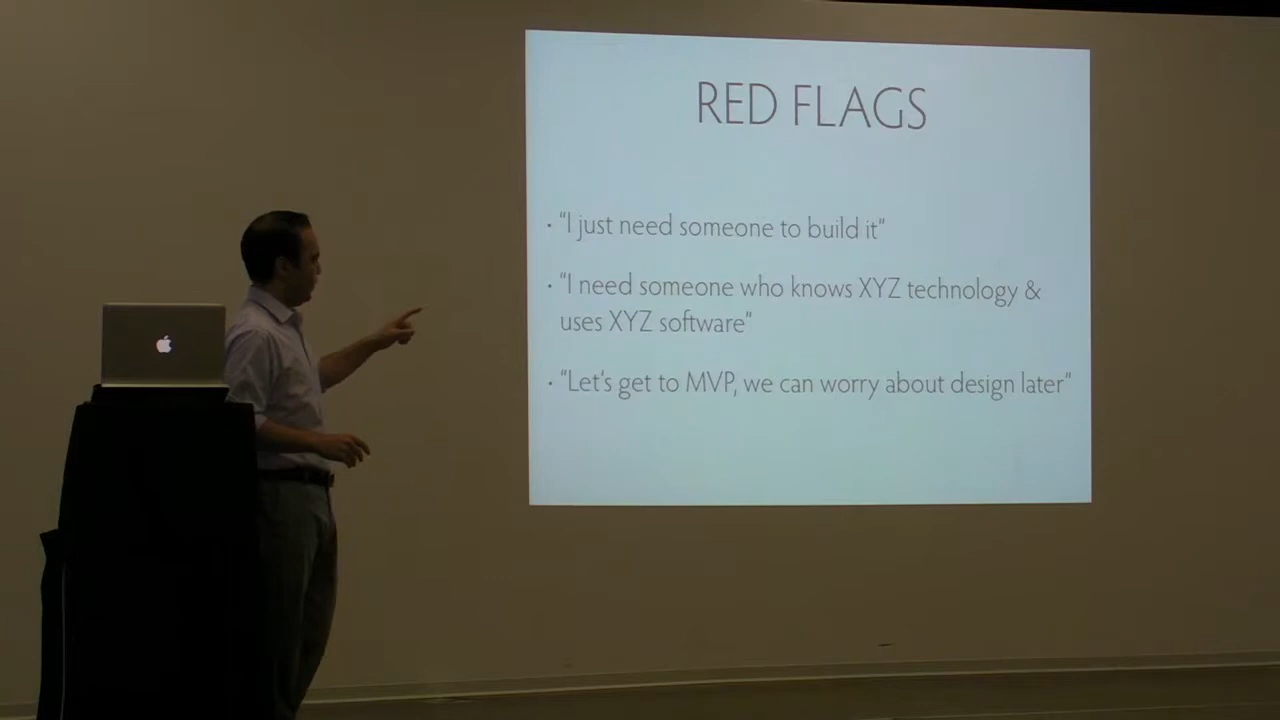 RED FLAGS
• "I just need someone to build it"
• "I need someone who knows XYZ technology &
uses XYZ software"
• "Let's get to MVP, we can worry about design later"